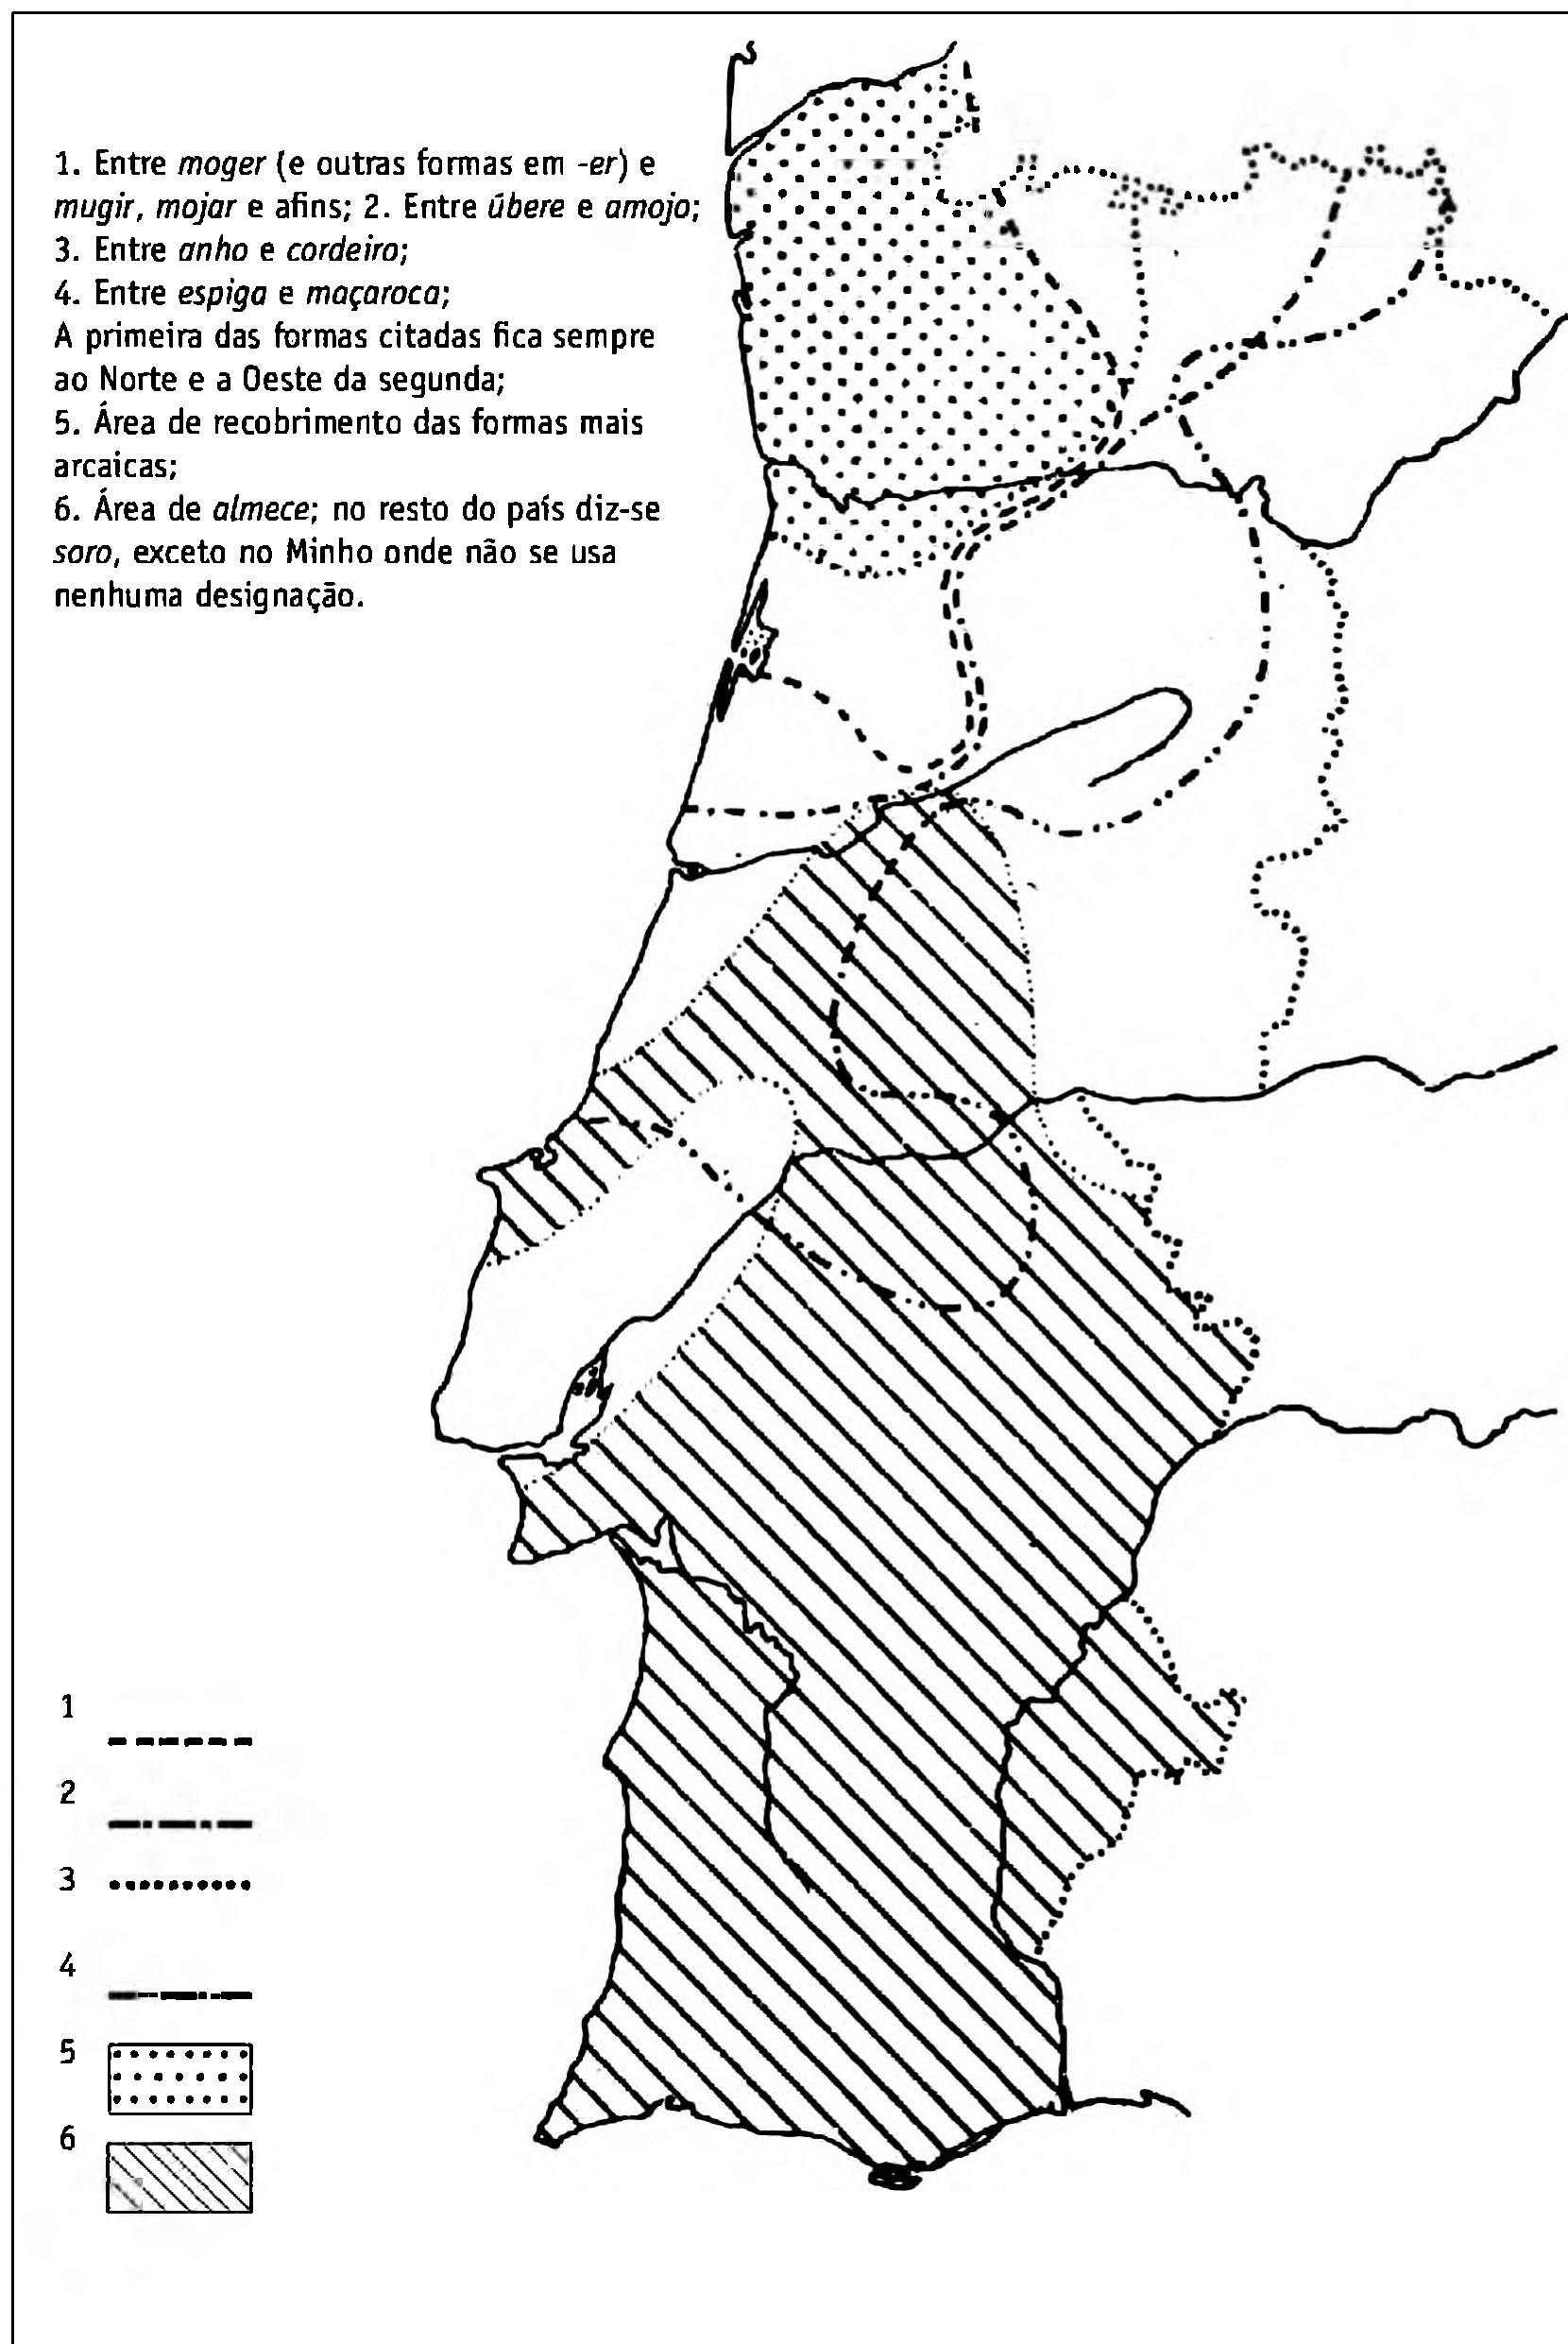 1. Entre moger (e outras formas em -er) e
mugir, mojar e afins; 2. Entre úbere e amojo;
3. Entre anho e cordeiro;
4. Entre espiga e maçaroca;
A primeira das formas citadas fica sempre
ao Norte e a Oeste da segunda;
5. Área de recobrimento das formas mais
arcaicas;
6. Área de almece; no resto do país diz-se
soro, exceto no Minho onde não se usa
nenhuma designação.
1
2
3
4
5
6